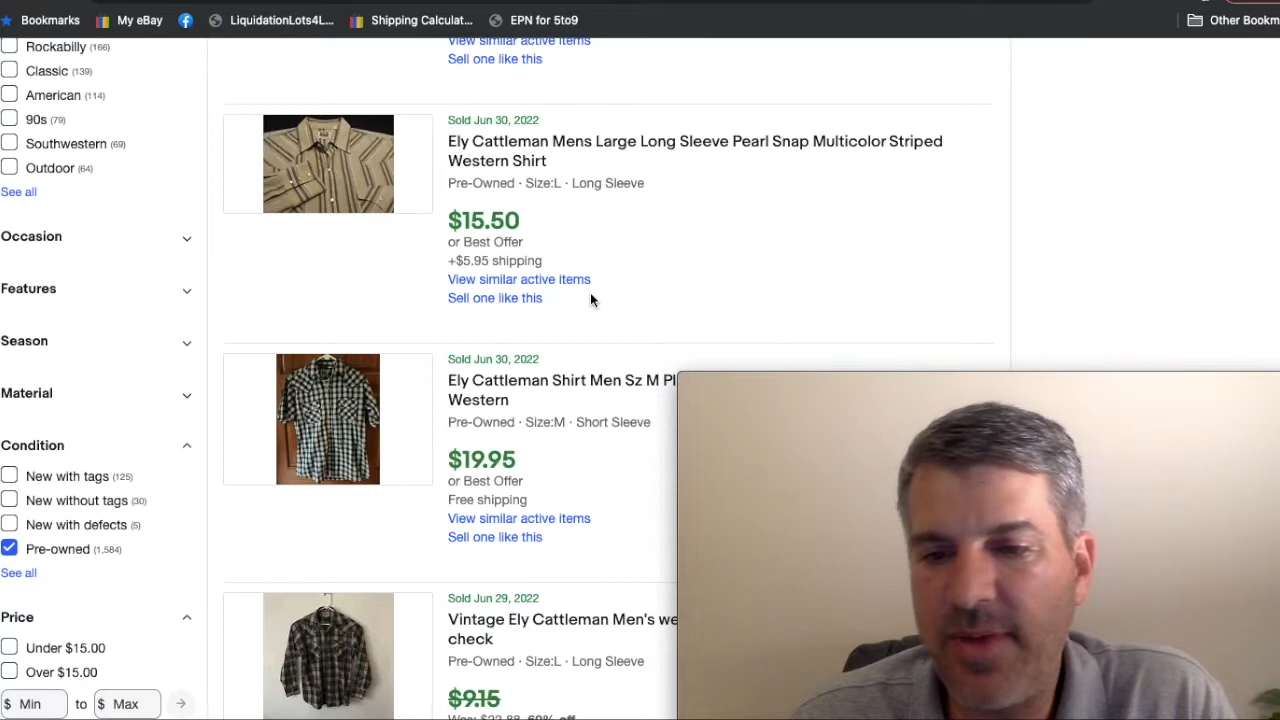 Bookmarks
My eBay
LiquidationLots4L...
Shipping Calculat...
EPN for 5to9
Other Bookm
Rockabilly (166)
Classic (139)
American (114)
90s (79)
Southwestern (69)
Outdoor (64)
See all
Occasion
Features
Season
Material
Condition
New with tags (125)
New without tags (30)
New with defects (5)
Pre-owned (1,584)
See all
Price
Under $15.00
Over $15.00
$ Min to $ Max
View similar active items
Sell one like this
Sold Jun 30, 2022
Ely Cattleman Mens Large Long Sleeve Pearl Snap Multicolor Striped
Western Shirt
Pre-Owned · Size:L · Long Sleeve
$15.50
or Best Offer
+$5.95 shipping
View similar active items
Sell one like this
Sold Jun 30, 2022
Ely Cattleman Shirt Men Sz M Pl
Western
Pre-Owned · Size:M · Short Sleeve
$19.95
or Best Offer
Free shipping
View similar active items
Sell one like this
Sold Jun 29, 2022
Vintage Ely Cattleman Men's we
check
Pre-Owned · Size:L · Long Sleeve
$9.15
Was: $22.88 60% off